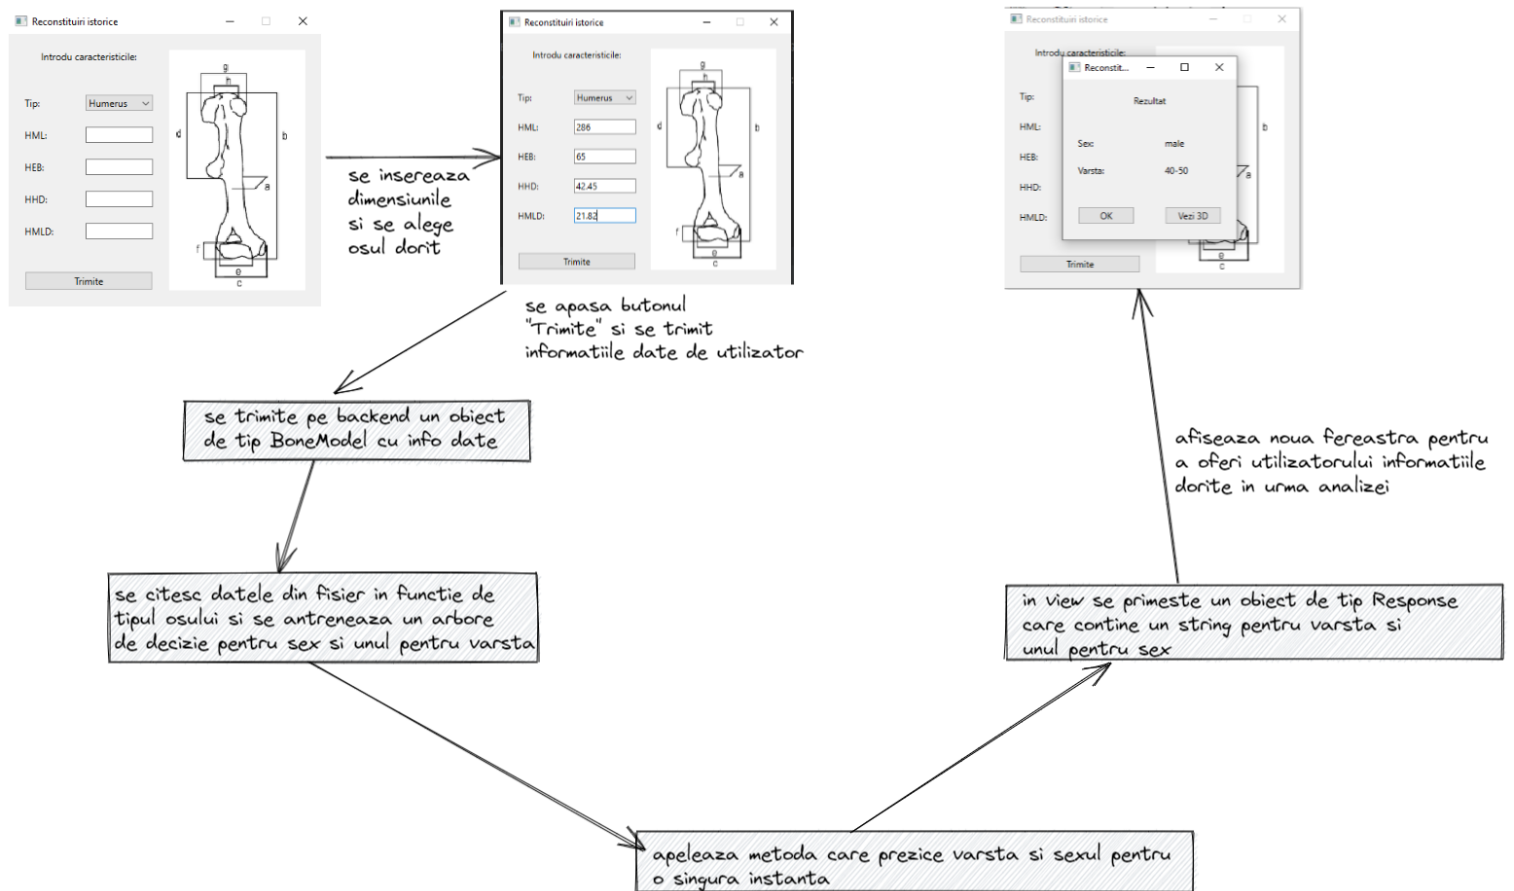 Reconstituiri istorice
Introdu caracteristicile:
Tip:
Humerus
HML:
HEB:
HHD:
HMLD:
Trimite
g
h
d
b
a
f
e
c
se insereaza
dimensiunile
si se alege
osul dorit
Reconstituiri istorice
Introdu caracteristicile:
Tip:
Humerus
HML:
286
HEB:
65
HHD:
42.45
HMLD:
21.82
Trimite
g
h
d
b
a
f
e
c
se apasa butonul
"Trimite" si se trimit
informatiile date de utilizator
se trimite pe backend un obiect
de tip BoneModel cu info date
se citesc datele din fisier in functie de
tipul osului si se antreneaza un arbore
de decizie pentru sex si unul pentru varsta
apeleaza metoda care prezice varsta si sexul pentru
o singura instanta
in view se primeste un obiect de tip Response
care contine un string pentru varsta si
unul pentru sex
afiseaza noua fereastra pentru
a oferi utilizatorului informatiile
dorite in urma analizei
Reconstituiri istorice
Introdu caracteristicile:
Tip:
HML:
HEB:
HHD:
HMLD:
Trimite
b
a
e
c
Reconstit...
Rezultat
Sex:
male
Varsta:
40-50
OK
Vezi 3D